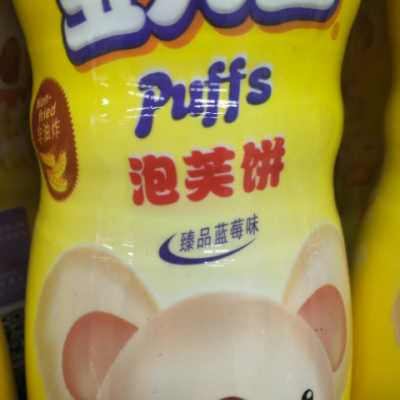 Puffs
Non-
fried
非油炸
泡芙饼
臻品蓝莓味